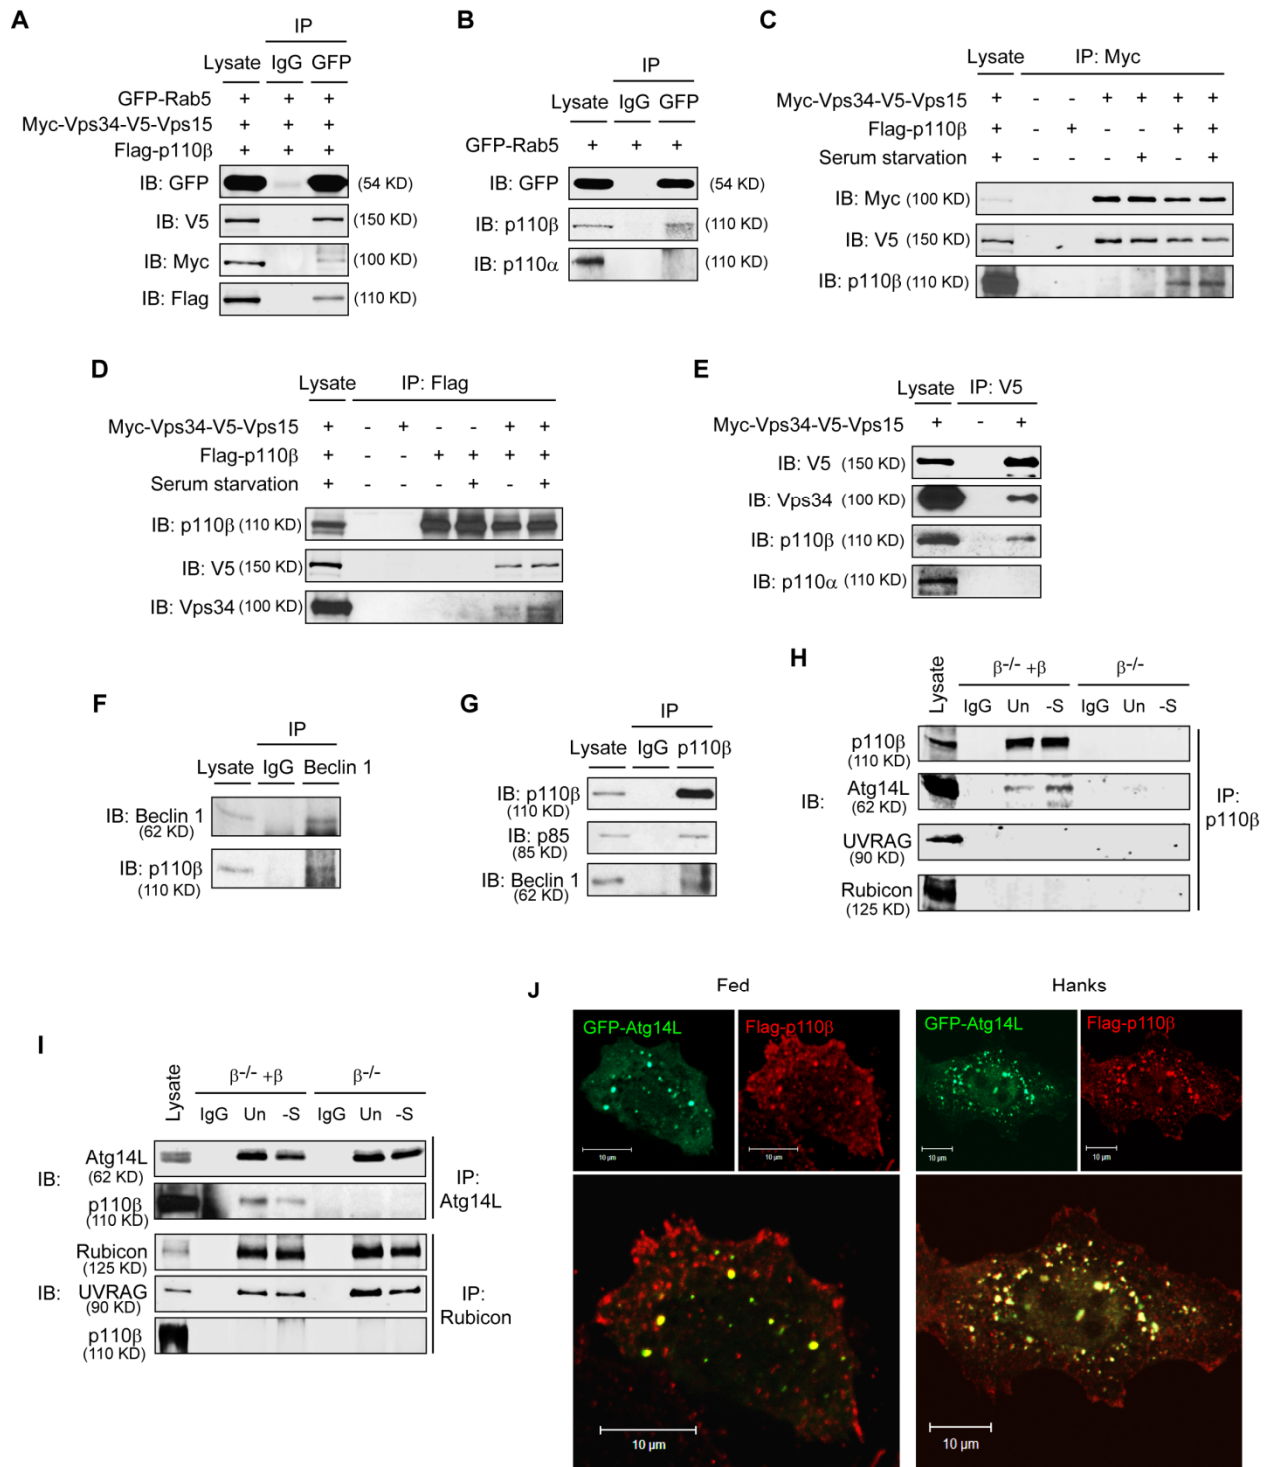 A
IP
Lysate IgG GFP
GFP-Rab5 + + +
Myc-Vps34-V5-Vps15 + + +
Flag-p110β + + +
IB: GFP (54 KD)
IB: V5 (150 KD)
IB: Myc (100 KD)
IB: Flag (110 KD)
B
IP
Lysate IgG GFP
GFP-Rab5 + + +
IB: GFP (54 KD)
IB: p110β (110 KD)
IB: p110α (110 KD)
C
Lysate IP: Myc
Myc-Vps34-V5-Vps15 + - - + + + +
Flag-p110β + - + - - + +
Serum starvation + - - - + - +
IB: Myc (100 KD)
IB: V5 (150 KD)
IB: p110β (110 KD)
D
Lysate IP: Flag
Myc-Vps34-V5-Vps15 + - + - - + +
Flag-p110β + - - + + + +
Serum starvation + - - - + - +
IB: p110β (110 KD)
IB: V5 (150 KD)
IB: Vps34 (100 KD)
E
Lysate IP: V5
Myc-Vps34-V5-Vps15 + - +
IB: V5 (150 KD)
IB: Vps34 (100 KD)
IB: p110β (110 KD)
IB: p110α (110 KD)
F
IP
Lysate IgG Beclin 1
IB: Beclin 1
(62 KD)
IB: p110β
(110 KD)
G
IP
Lysate IgG p110β
IB: p110β
(110 KD)
IB: p85
(85 KD)
IB: Beclin 1
(62 KD)
H
Lysate
β-/- +β β-/-
IgG Un -S IgG Un -S
IB:
p110β
(110 KD)
Atg14L
(62 KD)
UVRAG
(90 KD)
Rubicon
(125 KD)
IP:
p110β
I
Lysate
β-/- +β β-/-
IgG Un -S IgG Un -S
IB:
Atg14L
(62 KD)
p110β
(110 KD)
IP:
Atg14L
IB:
Rubicon
(125 KD)
UVRAG
(90 KD)
p110β
(110 KD)
IP:
Rubicon
J
Fed Hanks
GFP-Atg14L Flag-p110β GFP-Atg14L Flag-p110β
10 µm 10 µm 10 µm 10 µm
10 µm 10 µm